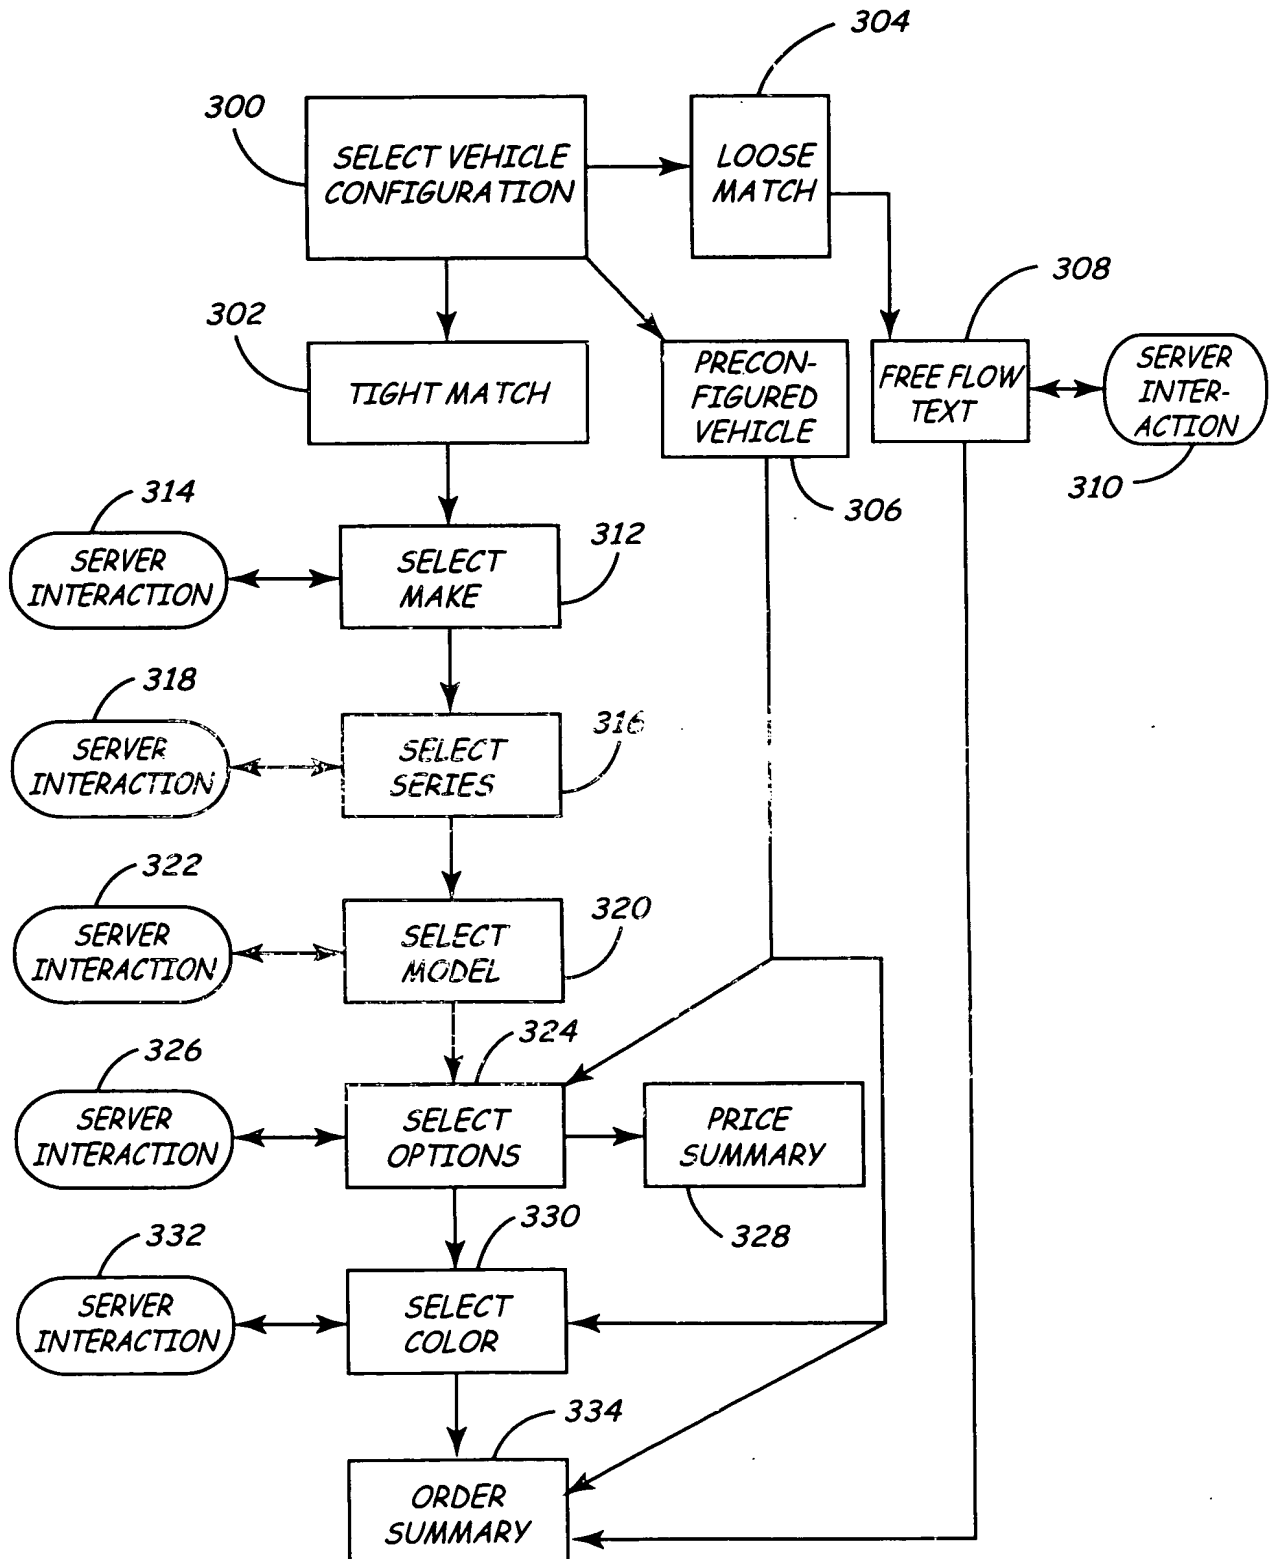 304
300
SELECT VEHICLE
CONFIGURATION
LOOSE
MATCH
308
302
TIGHT MATCH
PRECON-
FIGURED
VEHICLE
FREE FLOW
TEXT
SERVER
INTER-
ACTION
310
306
314
312
SERVER
INTERACTION
SELECT
MAKE
318
316
SERVER
INTERACTION
SELECT
SERIES
322
320
SERVER
INTERACTION
SELECT
MODEL
324
326
SERVER
INTERACTION
SELECT
OPTIONS
PRICE
SUMMARY
328
330
332
SERVER
INTERACTION
SELECT
COLOR
334
ORDER
SUMMARY